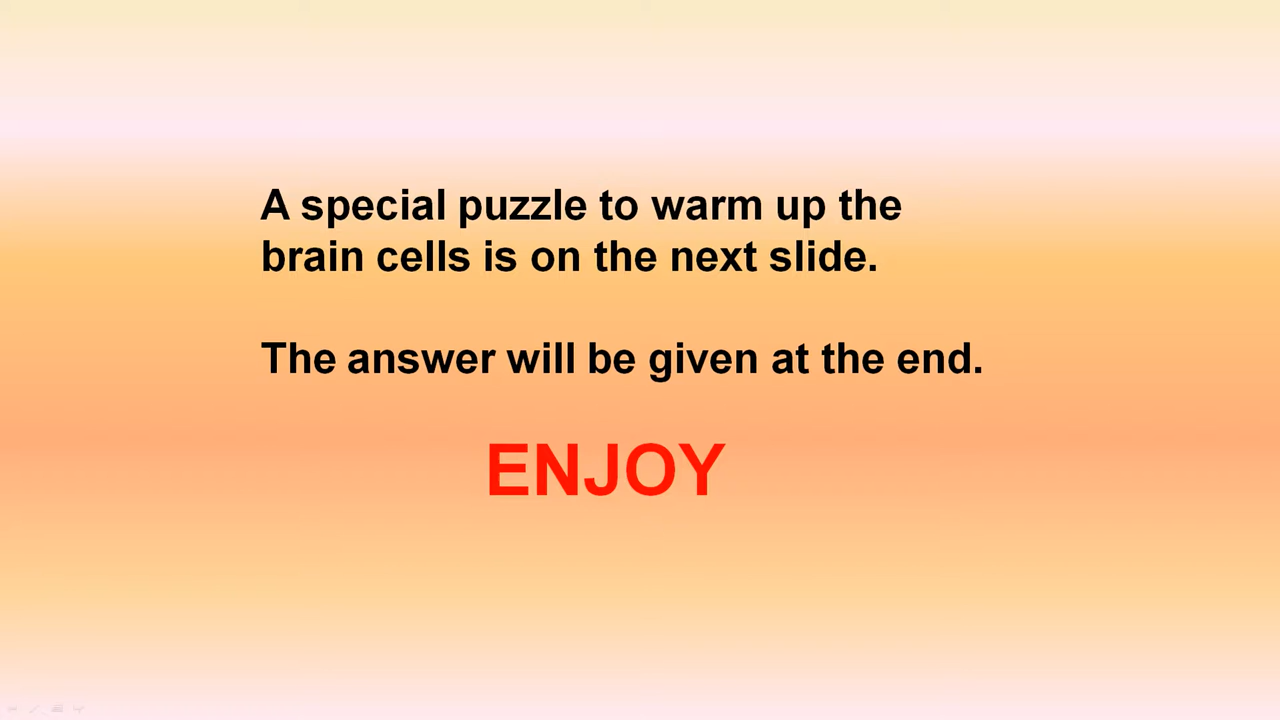 A special puzzle to warm up the
brain cells is on the next slide.
The answer will be given at the end.
ENJOY